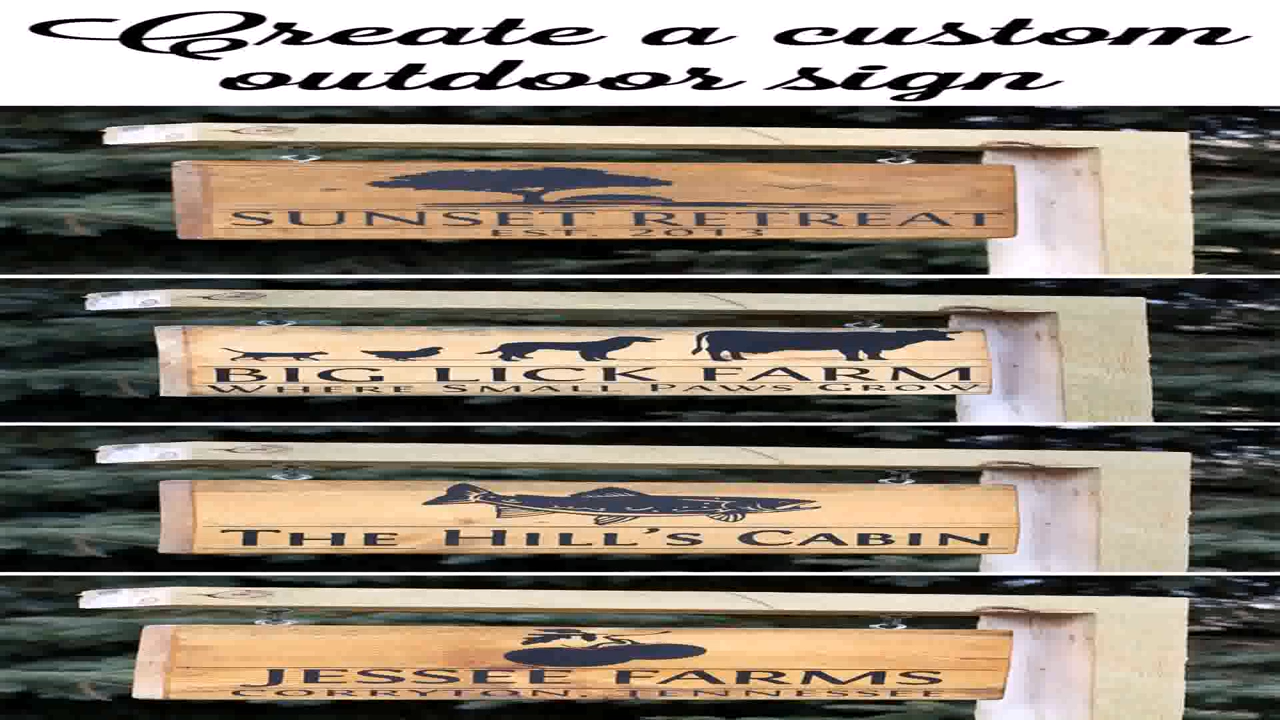 Create a custom
outdoor sign
SUNSET RETREAT
EST. 2013
BIG LICK FARM
WHERE SMALL PAWS GROW
THE HILL'S CABIN
JESSEE FARMS
CORRYTON, TENNESSEE